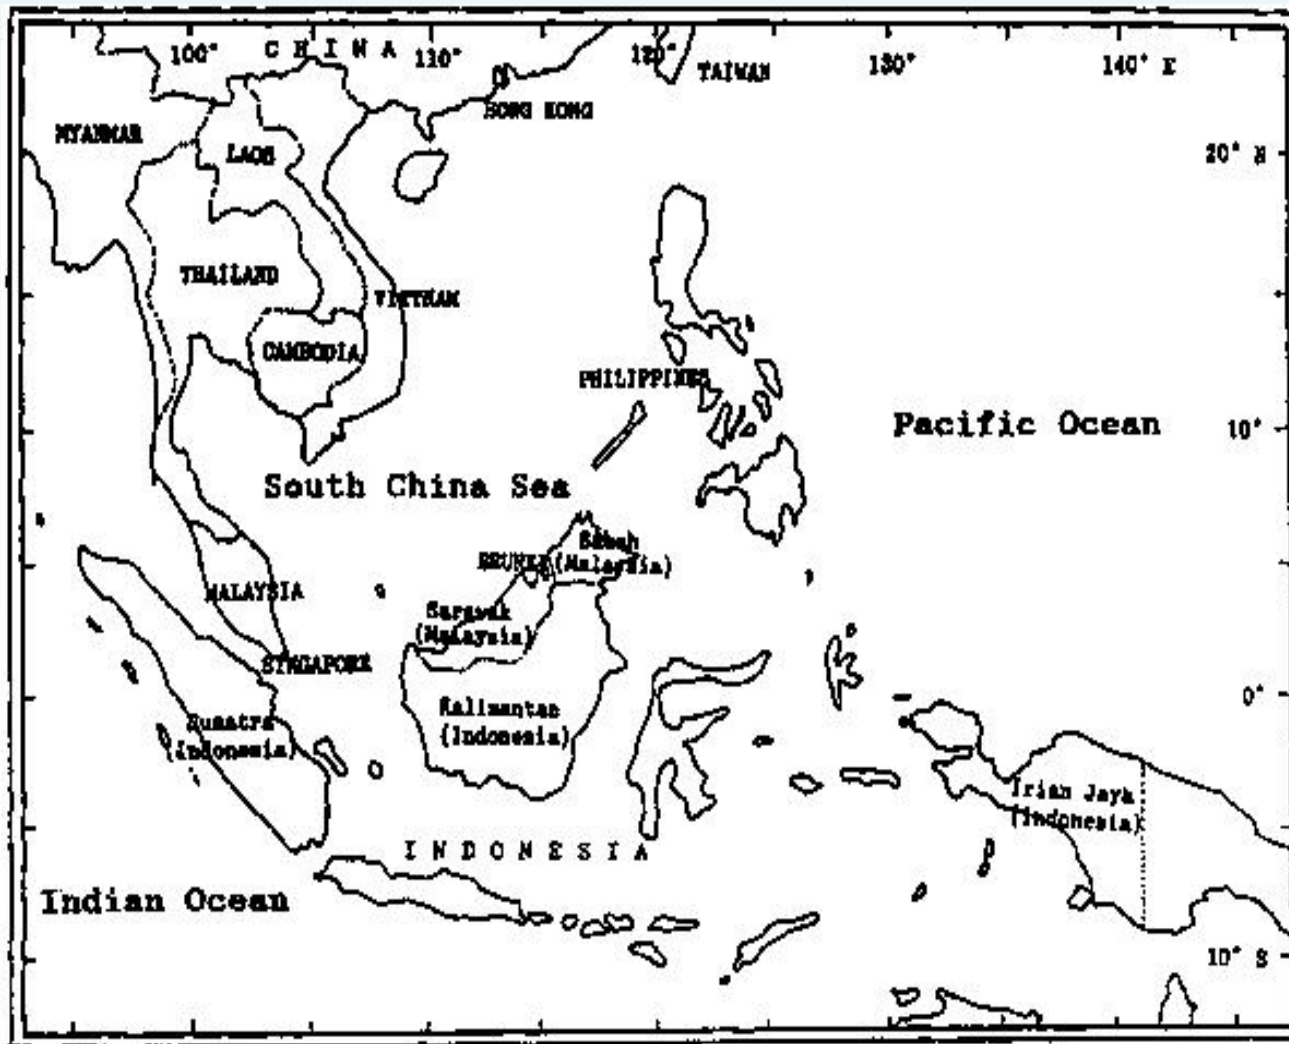 100°
C H I N A
110°
120°
TAIWAN
130°
140° E
HONG KONG
MYANMAR
LAOS
20° N
THAILAND
VIETNAM
CAMBODIA
PHILIPPINES
Pacific Ocean
10°
South China Sea
Sabah
BRUNEI (Malaysia)
MALAYSIA
Sarawak
(Malaysia)
SINGAPORE
0°
Sumatra
(Indonesia)
Kalimantan
(Indonesia)
Irian Jaya
(Indonesia)
I N D O N E S I A
Indian Ocean
10° S